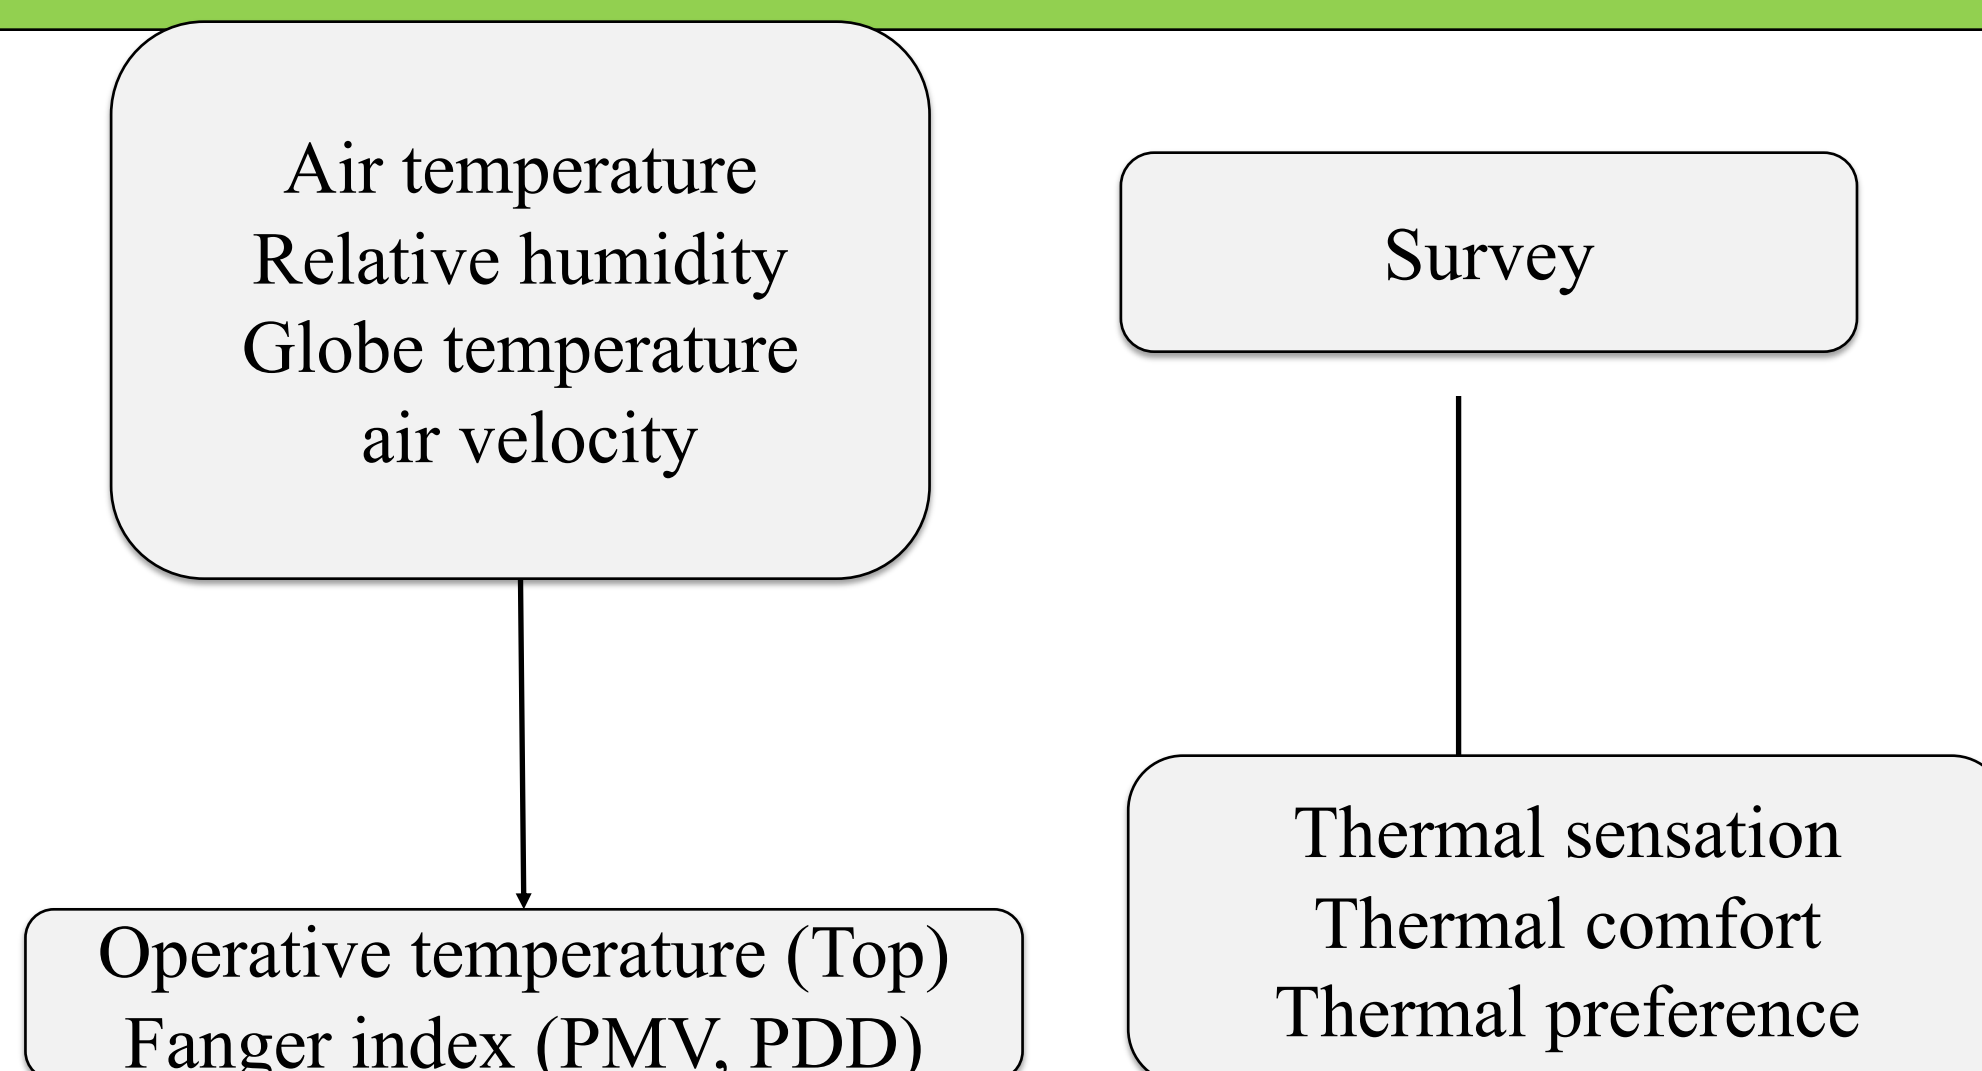 Air temperature
Relative humidity
Globe temperature
air velocity
Survey
Operative temperature (Top)
Fanger index (PMV, PDD)
Thermal sensation
Thermal comfort
Thermal preference